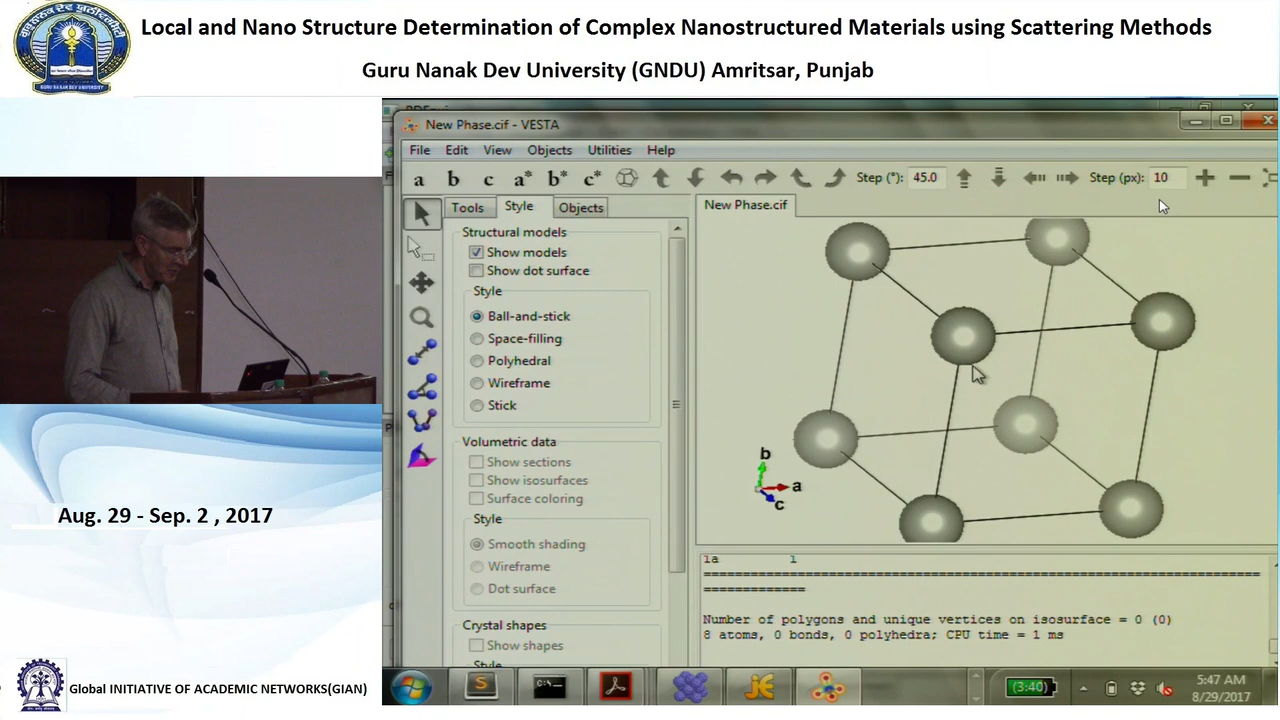 Local and Nano Structure Determination of Complex Nanostructured Materials using Scattering Methods
Guru Nanak Dev University (GNDU) Amritsar, Punjab
GURU NANAK DEV UNIVERSITY
New Phase.cif - VESTA
File Edit View Objects Utilities Help
a b c a* b* c* Step (°): 45.0 Step (px): 10
Tools Style Objects
New Phase.cif
Structural models
Show models
Show dot surface
Style
Ball-and-stick
Space-filling
Polyhedral
Wireframe
Stick
Volumetric data
Show sections
Show isosurfaces
Surface coloring
Style
Smooth shading
Wireframe
Dot surface
Crystal shapes
Show shapes
Style
b
a
c
1a 1
================================================================================
=============
Number of polygons and unique vertices on isosurface = 0 (0)
8 atoms, 0 bonds, 0 polyhedra; CPU time = 1 ms
Aug. 29 - Sep. 2 , 2017
Global INITIATIVE OF ACADEMIC NETWORKS(GIAN)
S
C:\
jE
(3:40)
5:47 AM
8/29/2017